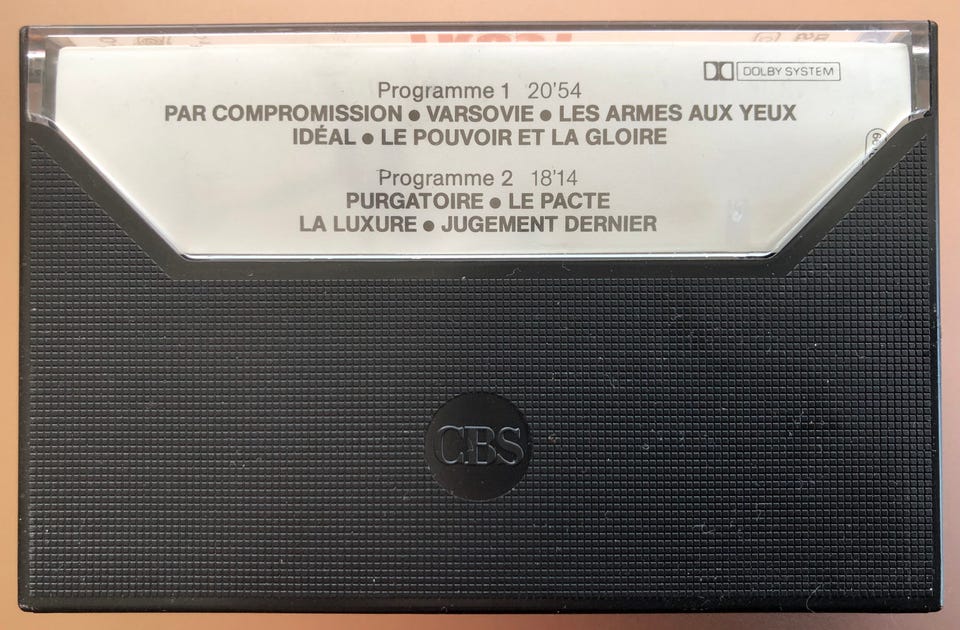 DOLBY SYSTEM
Programme 1 20'54
PAR COMPROMISSION ● VARSOVIE ● LES ARMES AUX YEUX
IDÉAL ● LE POUVOIR ET LA GLOIRE
Programme 2 18'14
PURGATOIRE ● LE PACTE
LA LUXURE ● JUGEMENT DERNIER
CBS